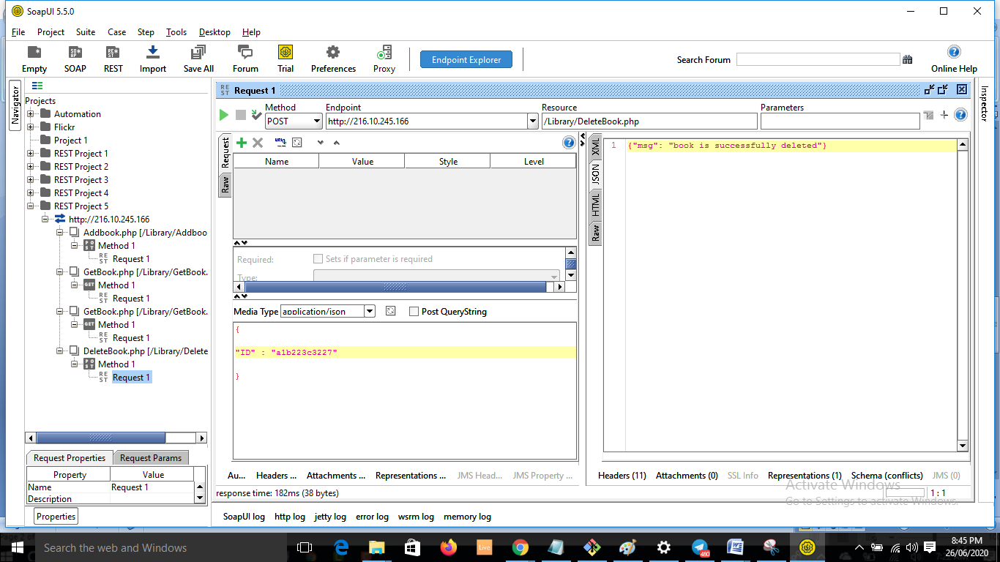 SoapUI 5.5.0
File Project Suite Case Step Tools Desktop Help
Empty SOAP REST Import Save All Forum Trial Preferences Proxy Endpoint Explorer Search Forum Online Help
Navigator
Projects
Automation
Flickr
Project 1
REST Project 1
REST Project 2
REST Project 3
REST Project 4
REST Project 5
http://216.10.245.166
Addbook.php [/Library/Addboo
Method 1
Request 1
GetBook.php [/Library/GetBook.
Method 1
Request 1
GetBook.php [/Library/GetBook.
Method 1
Request 1
DeleteBook.php [/Library/Delete
Method 1
Request 1
Request Properties Request Params
Property Value
Name Request 1
Description
Properties
Request 1
Method Endpoint Resource Parameters
POST http://216.10.245.166 /Library/DeleteBook.php
Request
Raw
Name Value Style Level
Required: Sets if parameter is required
Type:
Media Type application/json Post QueryString
{
"ID" : "a1b223c3227"
}
Au... Headers ... Attachments ... Representations ... JMS Head... JMS Property ...
response time: 182ms (38 bytes)
XML
JSON
HTML
Raw
1 {"msg": "book is successfully deleted"}
Headers (11) Attachments (0) SSL Info Representations (1) Schema (conflicts) JMS (0)
1:1
Inspector
Activate Windows
Go to Settings to activate Windows.
SoapUI log http log jetty log error log wsrm log memory log
Search the web and Windows
Live
480
8:45 PM
26/06/2020